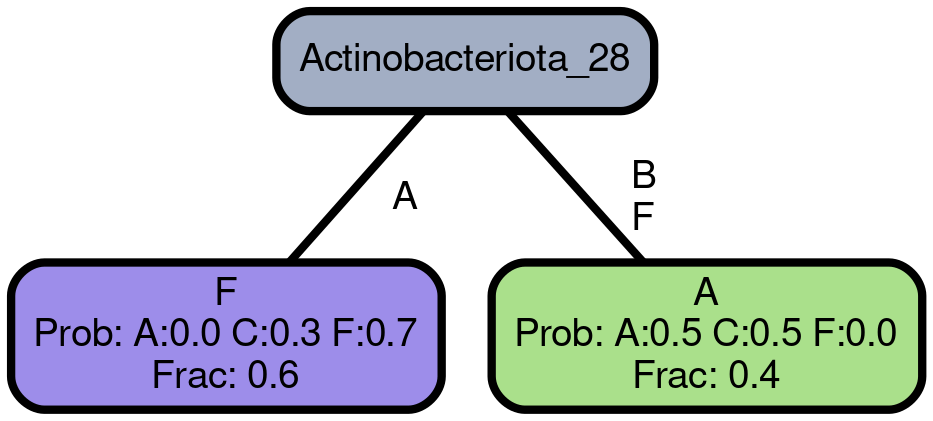 Actinobacteriota_28
A
B
F
F
Prob: A:0.0 C:0.3 F:0.7
Frac: 0.6
A
Prob: A:0.5 C:0.5 F:0.0
Frac: 0.4